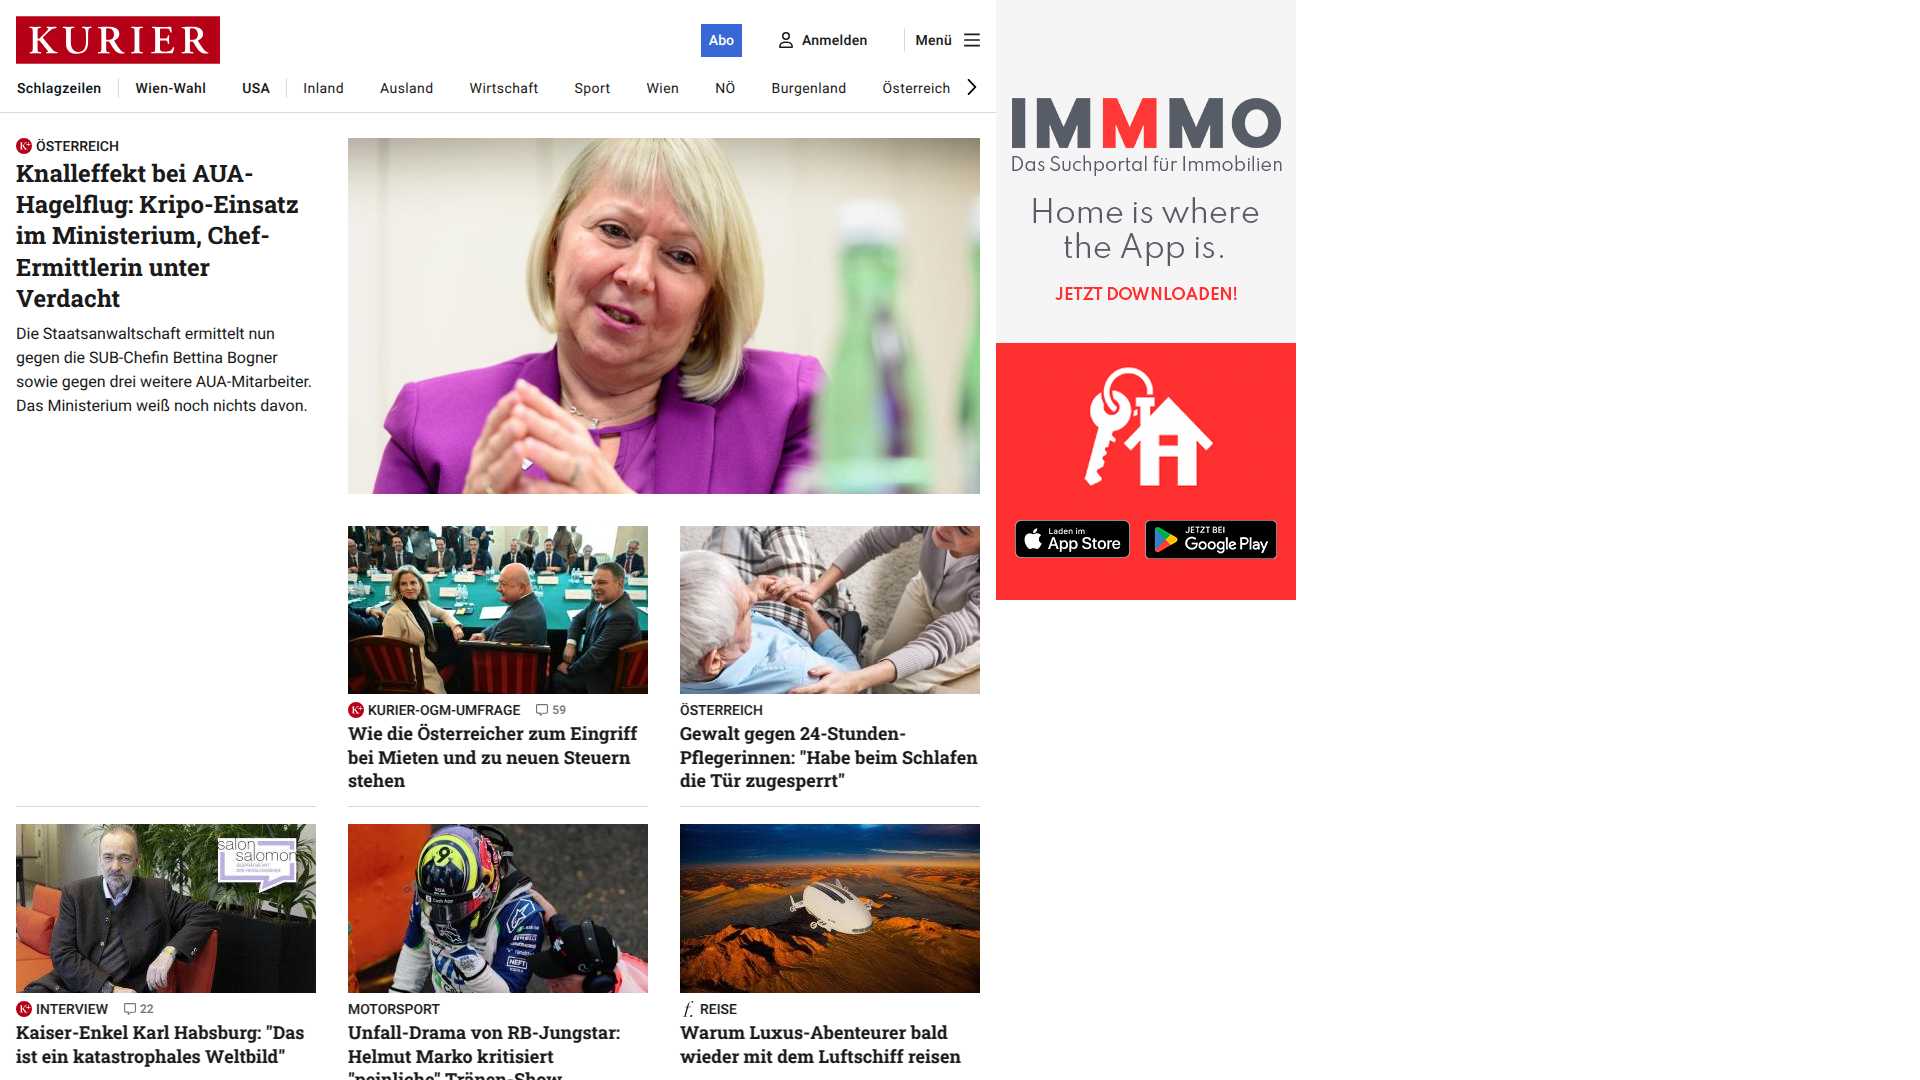 KURIER
Abo
Anmelden
Menü
Schlagzeilen
Wien-Wahl
USA
Inland
Ausland
Wirtschaft
Sport
Wien
NÖ
Burgenland
Österreich
ÖSTERREICH
Knalleffekt bei AUA-
Hagelflug: Kripo-Einsatz
im Ministerium, Chef-
Ermittlerin unter
Verdacht
Die Staatsanwaltschaft ermittelt nun
gegen die SUB-Chefin Bettina Bogner
sowie gegen drei weitere AUA-Mitarbeiter.
Das Ministerium weiß noch nichts davon.
KURIER-OGM-UMFRAGE 59
Wie die Österreicher zum Eingriff
bei Mieten und zu neuen Steuern
stehen
ÖSTERREICH
Gewalt gegen 24-Stunden-
Pflegerinnen: "Habe beim Schlafen
die Tür zugesperrt"
salon
salomon
INTERVIEW 22
Kaiser-Enkel Karl Habsburg: "Das
ist ein katastrophales Weltbild"
MOTORSPORT
Unfall-Drama von RB-Jungstar:
Helmut Marko kritisiert
"peinliche" Tränen-Show
REISE
Warum Luxus-Abenteurer bald
wieder mit dem Luftschiff reisen
IMMMO
Das Suchportal für Immobilien
Home is where
the App is.
JETZT DOWNLOADEN!
Laden im
App Store
JETZT BEI
Google Play